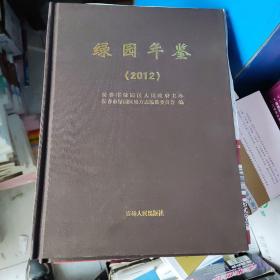 绿园年鉴
(2012)
长春市绿园区人民政府主办
长春市绿园区地方志编纂委员会 编
吉林人民出版社